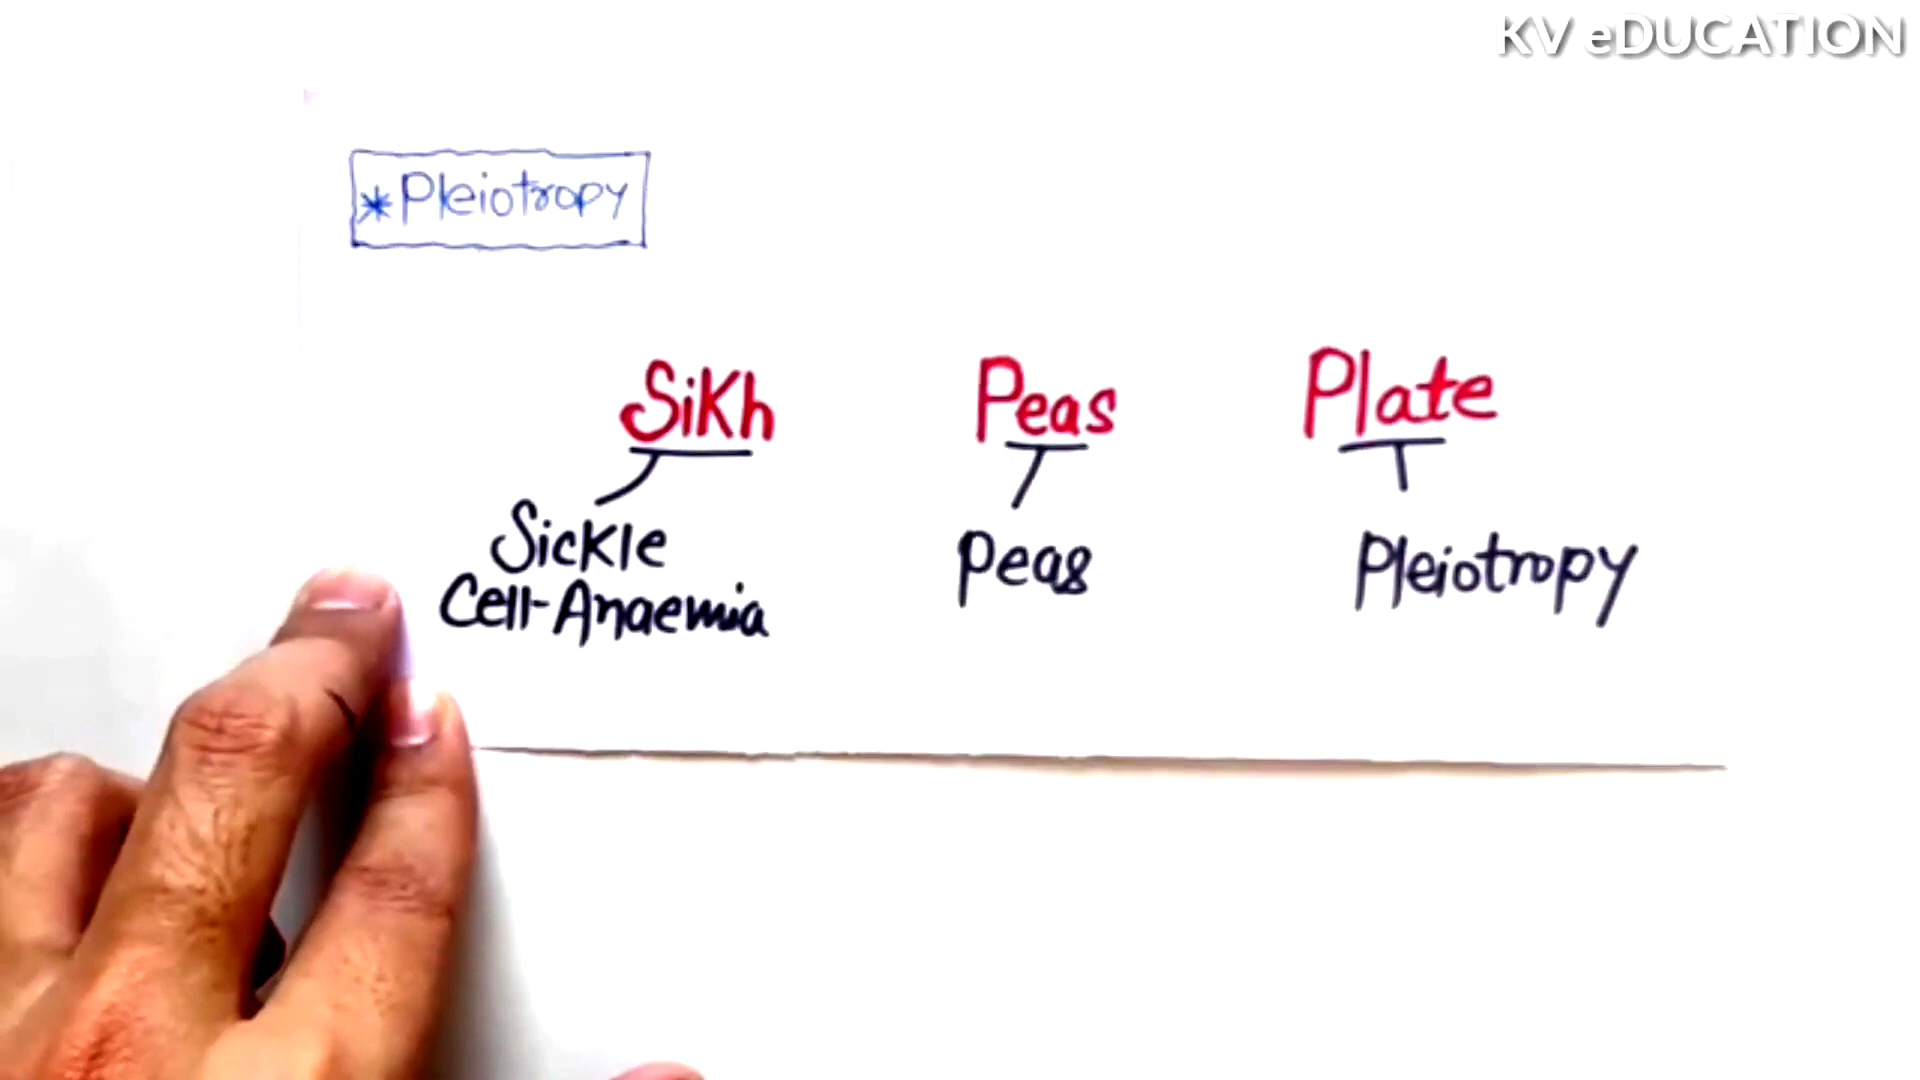 KV eDUCATION
*Pleiotropy
SiKh Peas Plate
Sickle Cell-Anaemia
Peas
Pleiotropy